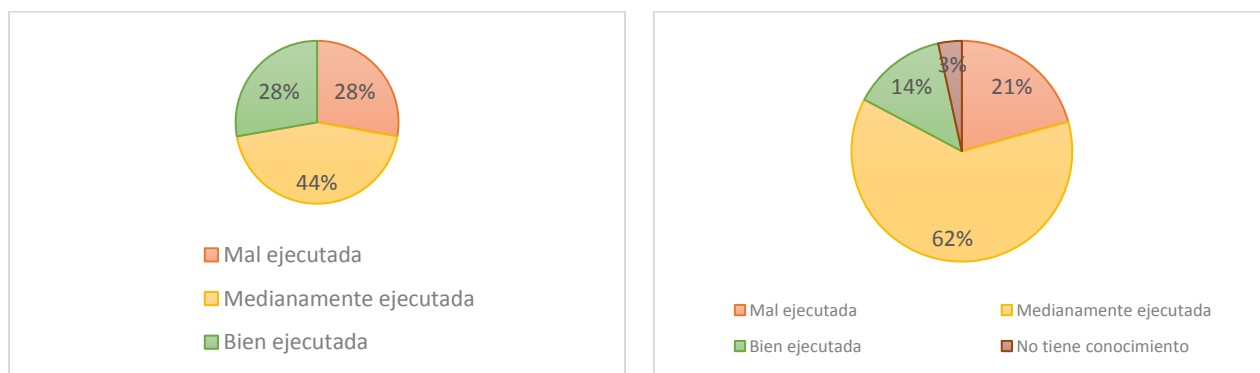 28% 28%
44%
Mal ejecutada
Medianamente ejecutada
Bien ejecutada
3%
14% 21%
62%
Mal ejecutada Medianamente ejecutada
Bien ejecutada No tiene conocimiento